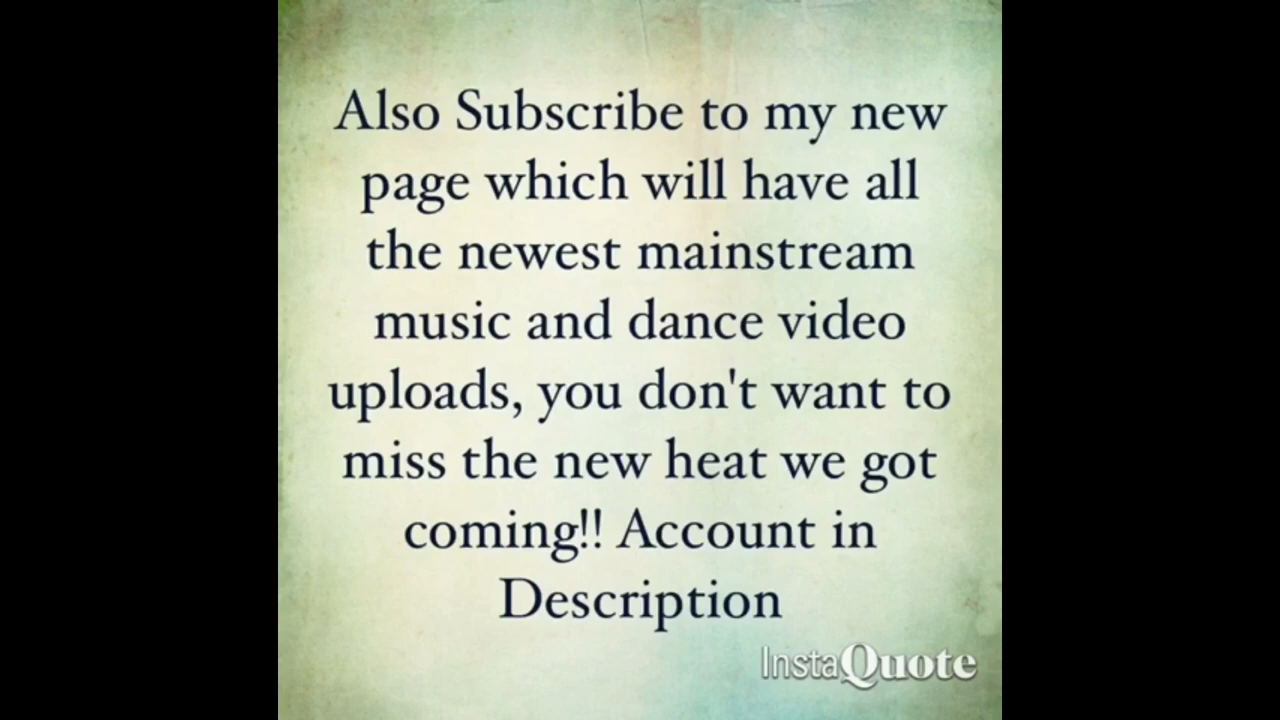 Also Subscribe to my new
page which will have all
the newest mainstream
music and dance video
uploads, you don't want to
miss the new heat we got
coming!! Account in
Description
InstaQuote